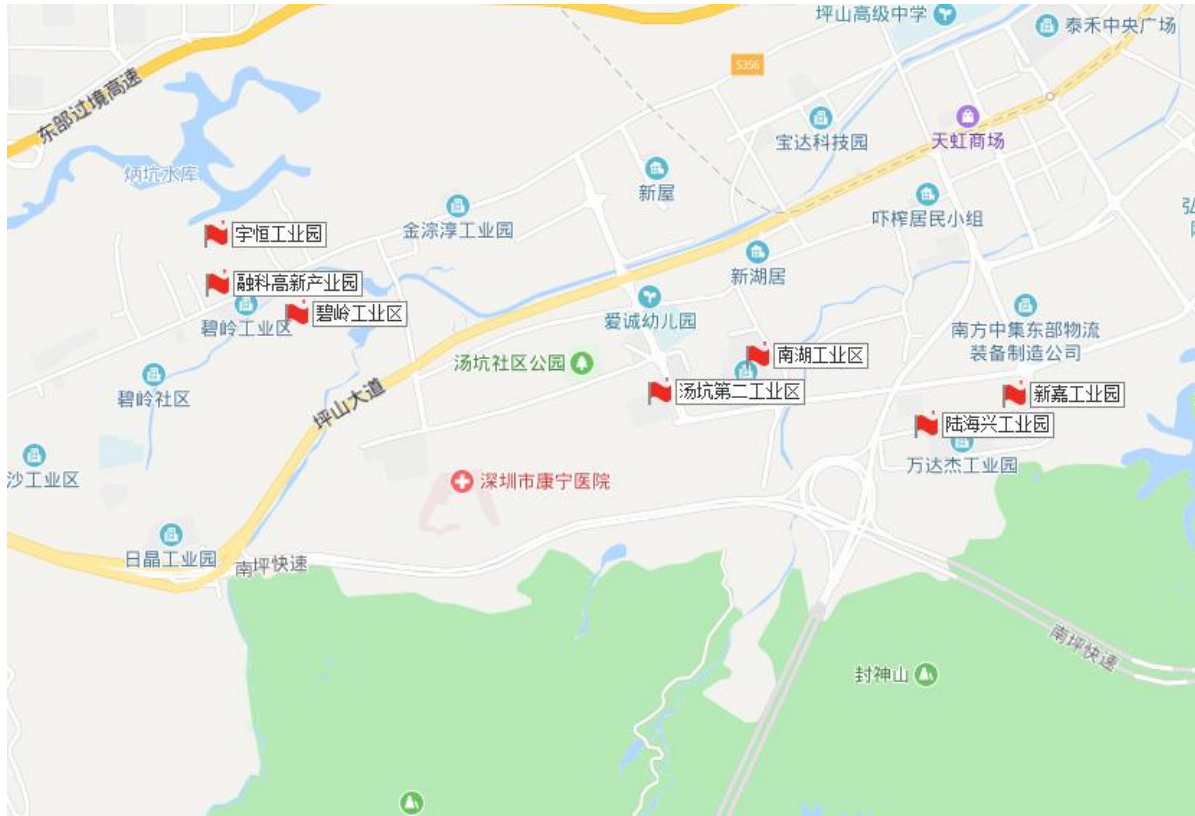 坪山高级中学
泰禾中央广场
S356
东部过境高速
宝达科技园
天虹商场
炳坑水库
新屋
金淙淳工业园
吓榨居民小组
弘
宇恒工业园
新湖居
融科高新产业园
碧岭工业区
碧岭工业区
爱诚幼儿园
南方中集东部物流
装备制造公司
汤坑社区公园
南湖工业区
碧岭社区
坪山大道
汤坑第二工业区
新嘉工业园
陆海兴工业园
万达杰工业园
沙工业区
深圳市康宁医院
日晶工业园
南坪快速
南坪快速
封神山